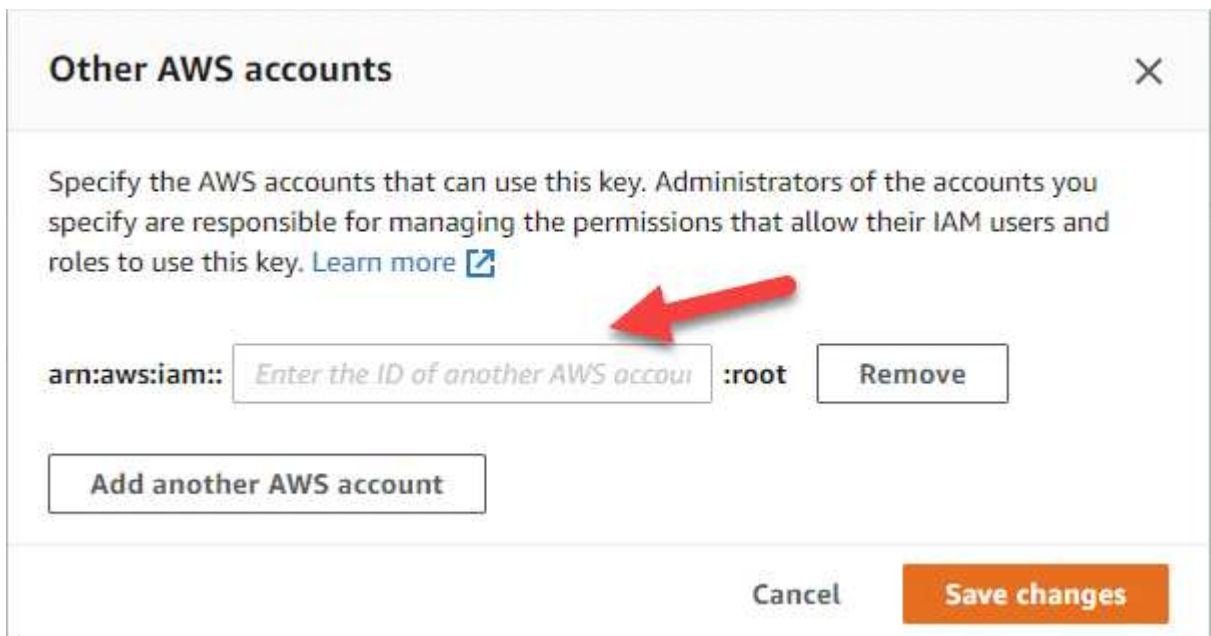 Other AWS accounts
Specify the AWS accounts that can use this key. Administrators of the accounts you
specify are responsible for managing the permissions that allow their IAM users and
roles to use this key. Learn more
arn:aws:iam:: Enter the ID of another AWS accou :root Remove
Add another AWS account
Cancel Save changes